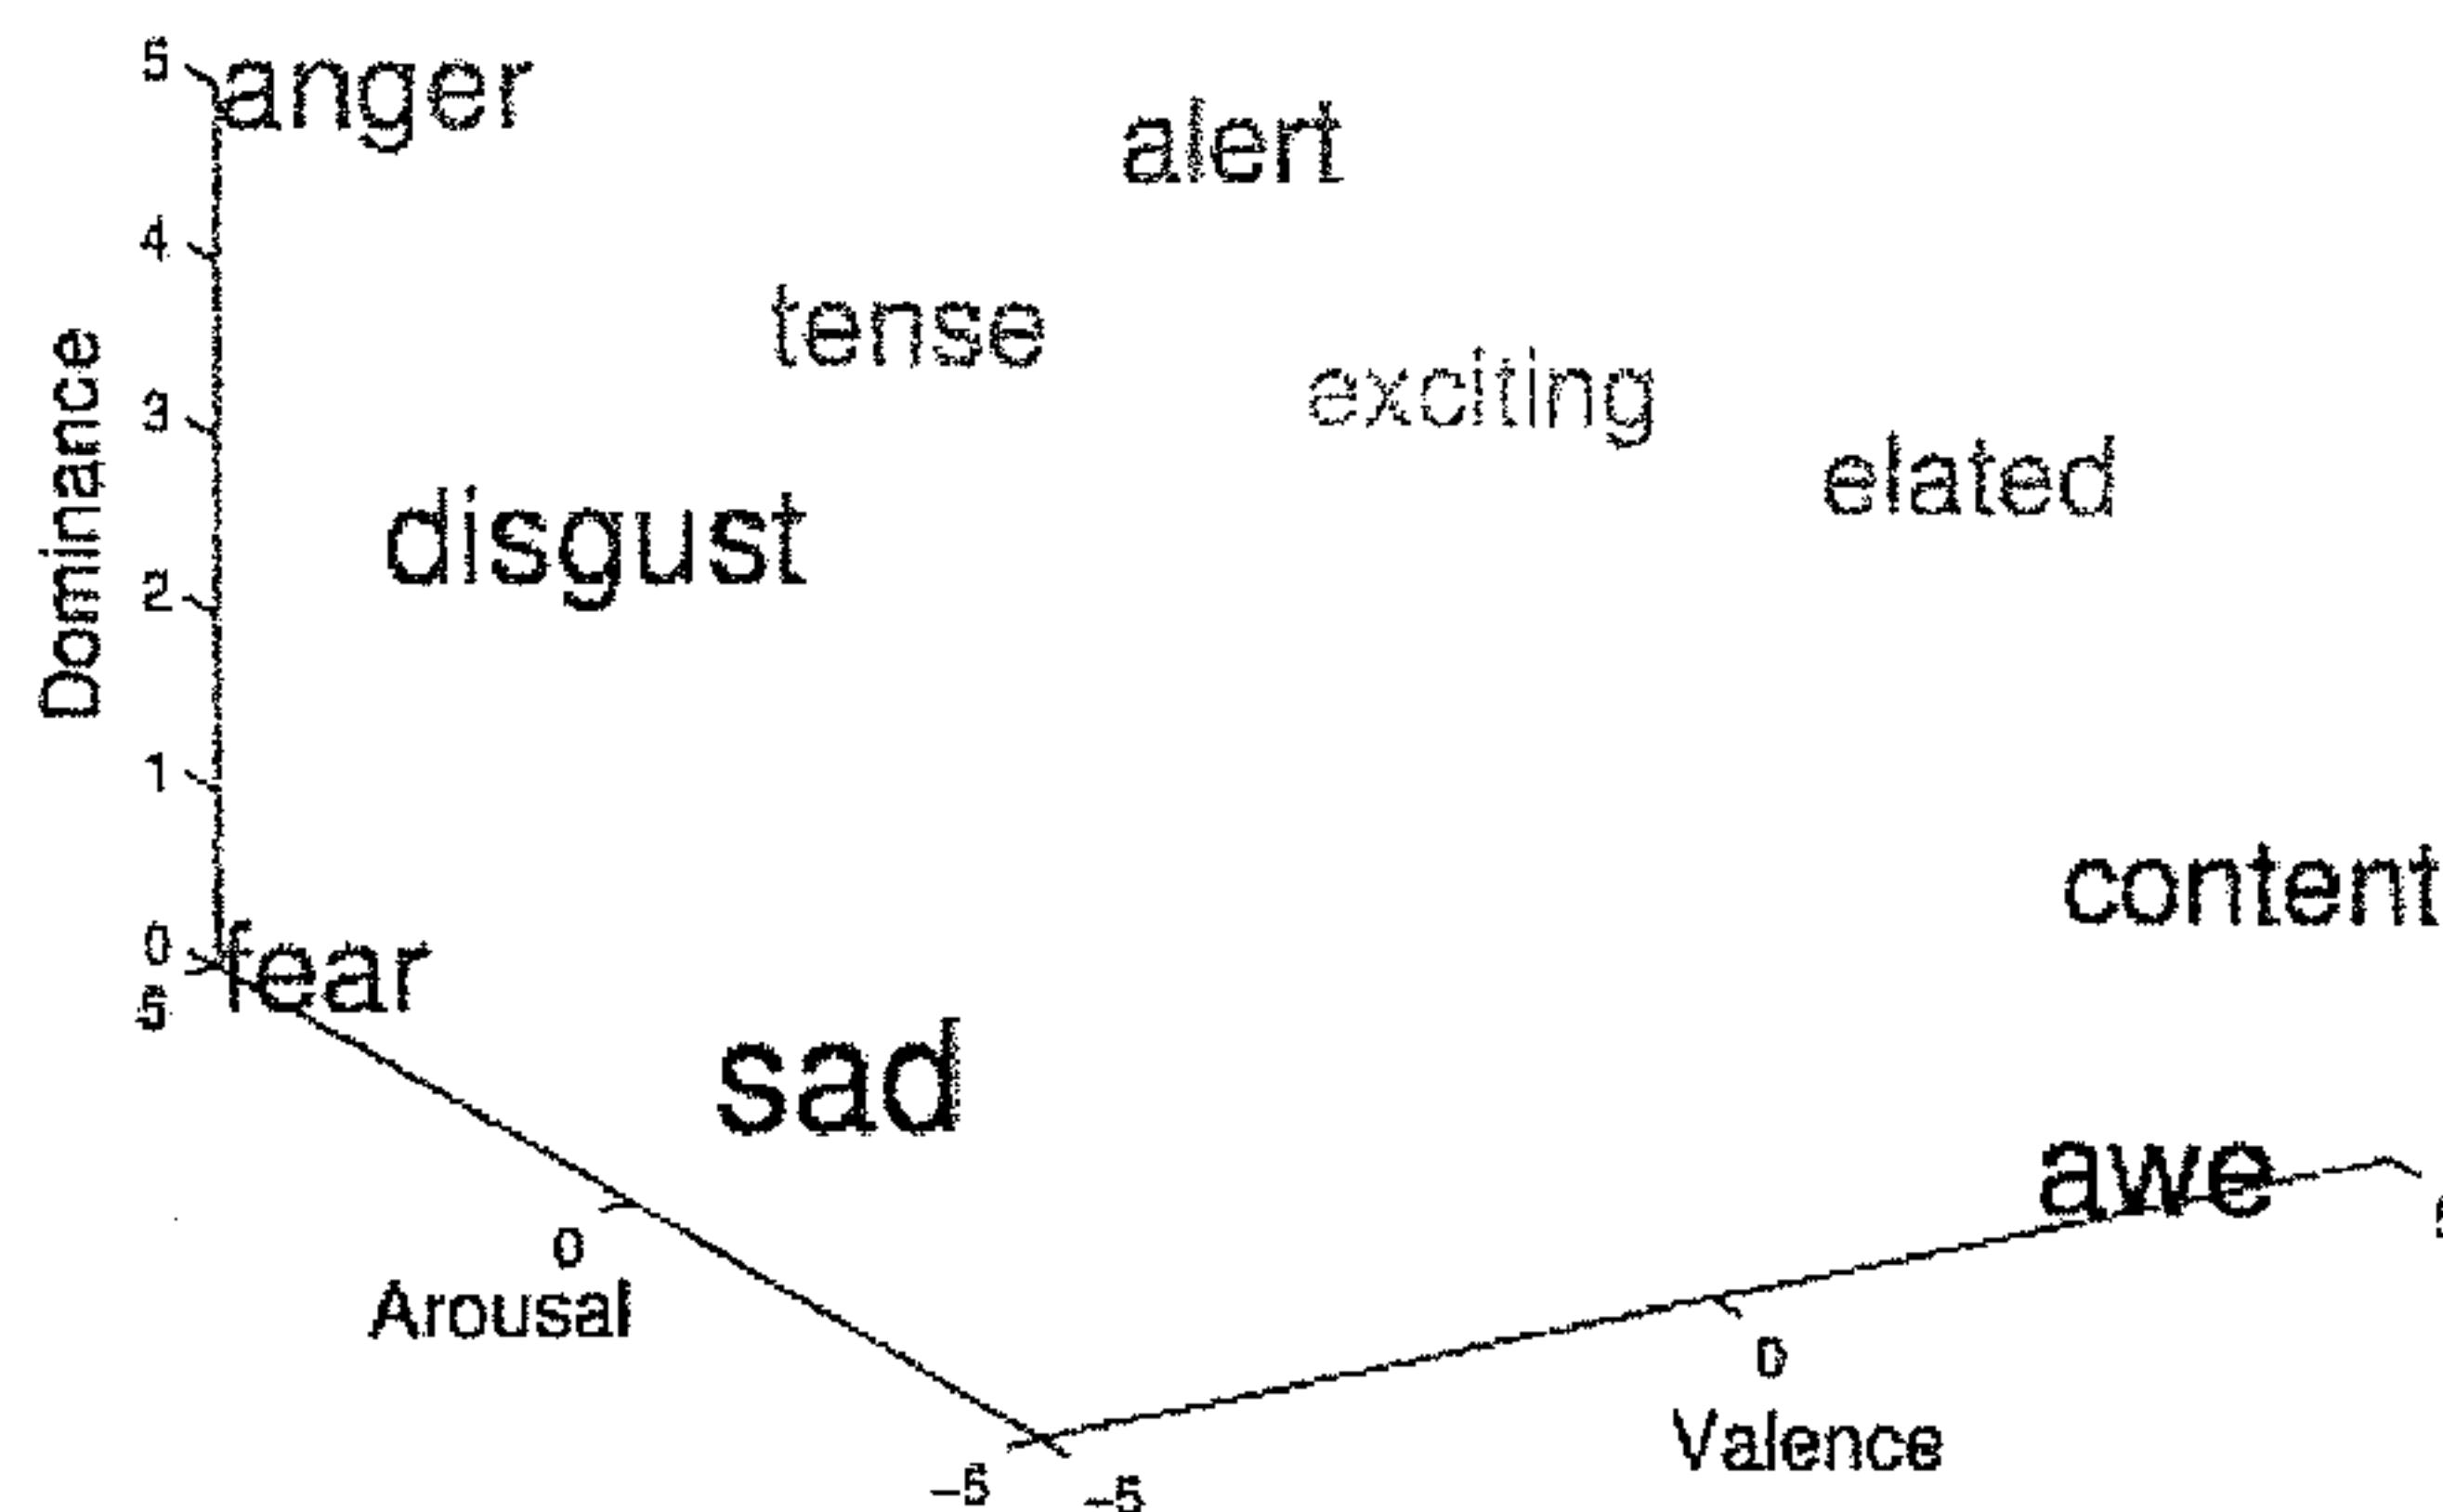 5 anger
alert
4
tense
exciting
3
elated
disgust
Dominance
2
1
content
0 fear
5
sad
awe
0
Arousal
0
Valence
-5 -5